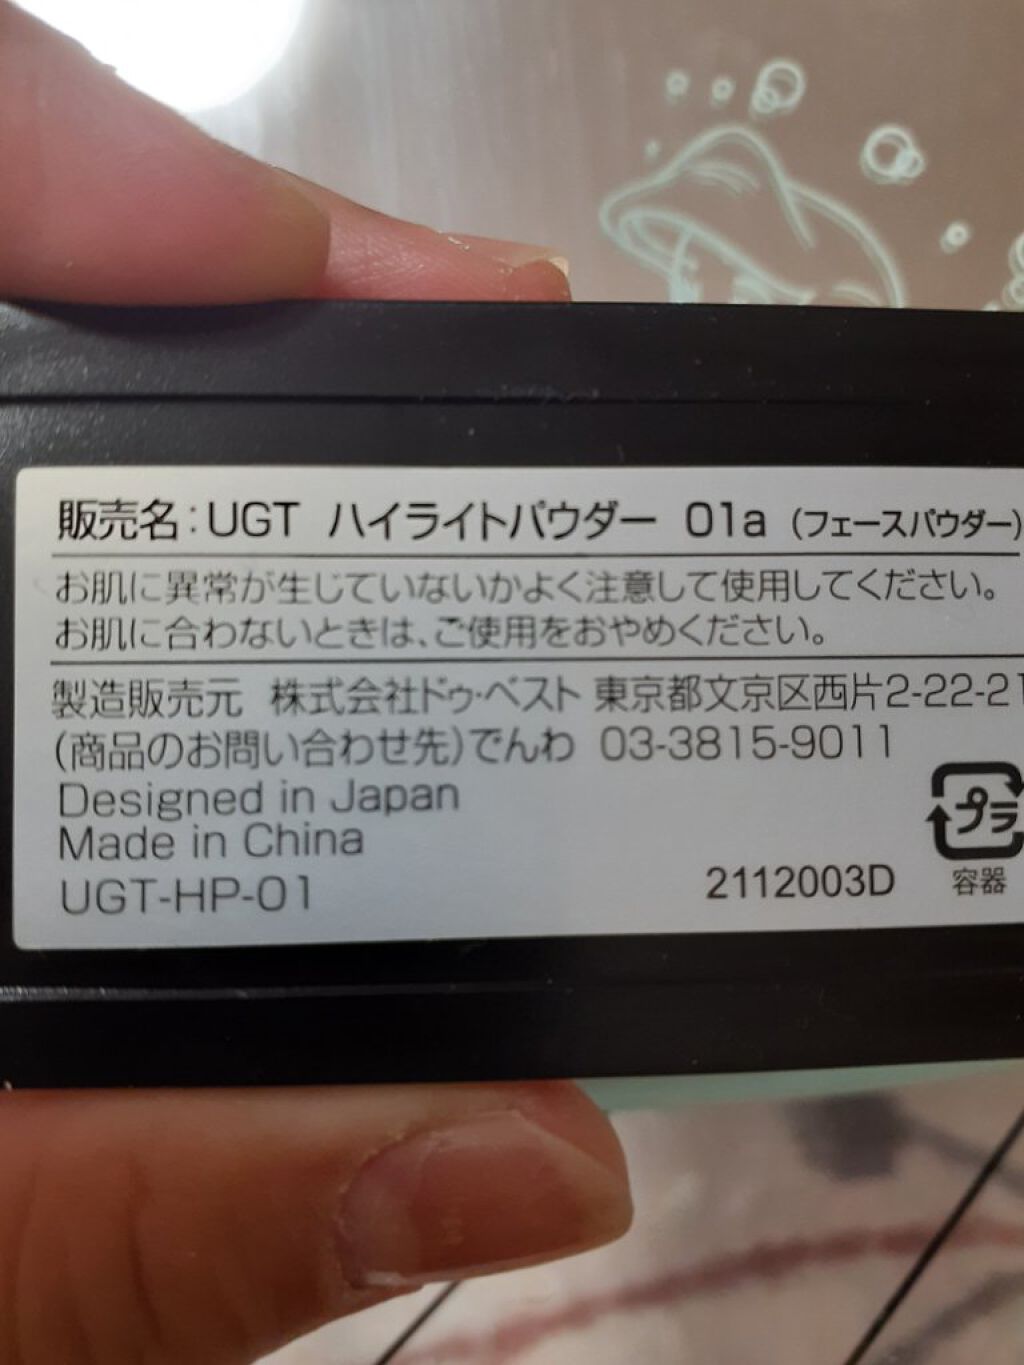 販売名:UGT ハイライトパウダー 01a (フェースパウダー)
お肌に異常が生じていないかよく注意して使用してください。
お肌に合わないときは、ご使用をおやめください。
製造販売元 株式会社ドゥ・ベスト 東京都文京区西片2-22-21
(商品のお問い合わせ先)でんわ 03-3815-9011
Designed in Japan
Made in China
プラ
UGT-HP-01 2112003D 容器